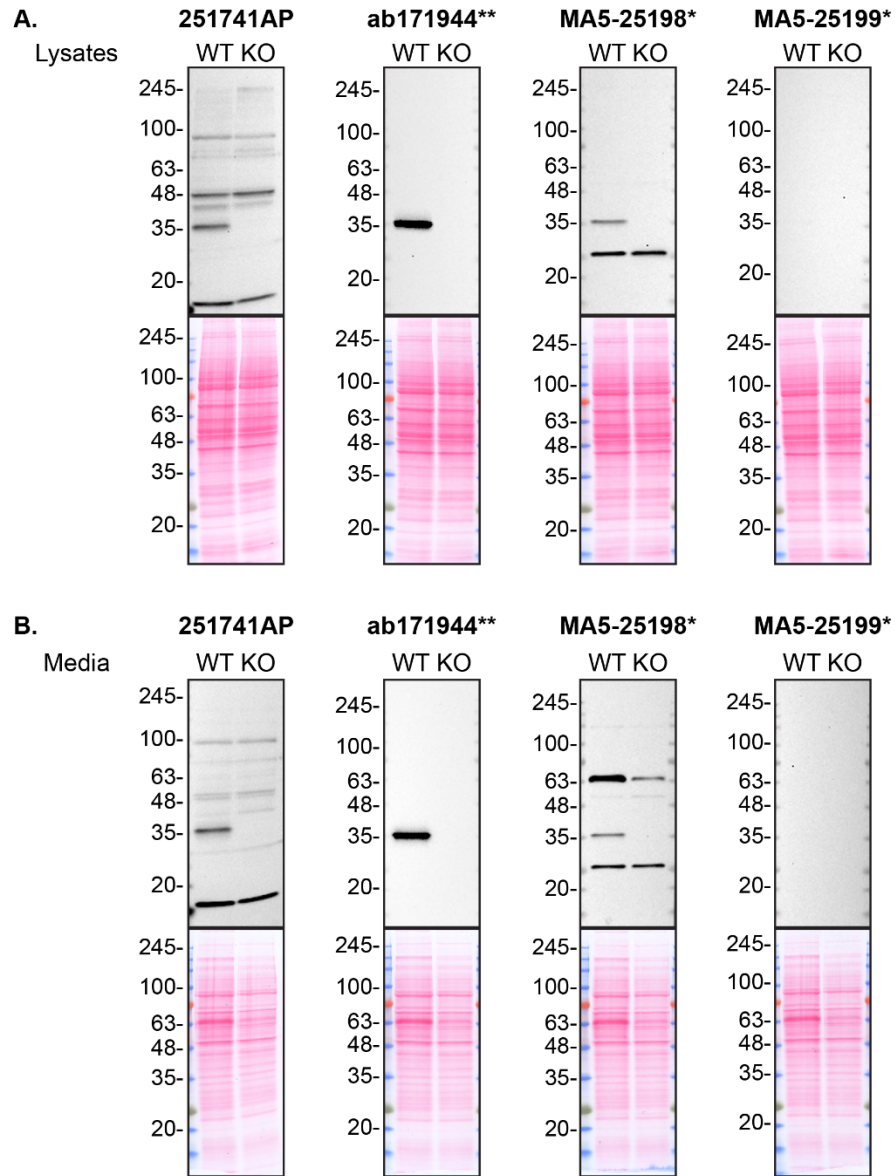 A. 251741AP ab171944** MA5-25198* MA5-25199*
Lysates WT KO WT KO WT KO WT KO
245- 245- 245- 245-
100- 100- 100- 100-
63- 63- 63- 63-
48- 48- 48- 48-
35- 35- 35- 35-
20- 20- 20- 20-
245- 245- 245- 245-
100- 100- 100- 100-
63- 63- 63- 63-
48- 48- 48- 48-
35- 35- 35- 35-
20- 20- 20- 20-
B. 251741AP ab171944** MA5-25198* MA5-25199*
Media WT KO WT KO WT KO WT KO
245- 245- 245- 245-
100- 100- 100- 100-
63- 63- 63- 63-
48- 48- 48- 48-
35- 35- 35- 35-
20- 20- 20- 20-
245- 245- 245- 245-
100- 100- 100- 100-
63- 63- 63- 63-
48- 48- 48- 48-
35- 35- 35- 35-
20- 20- 20- 20-